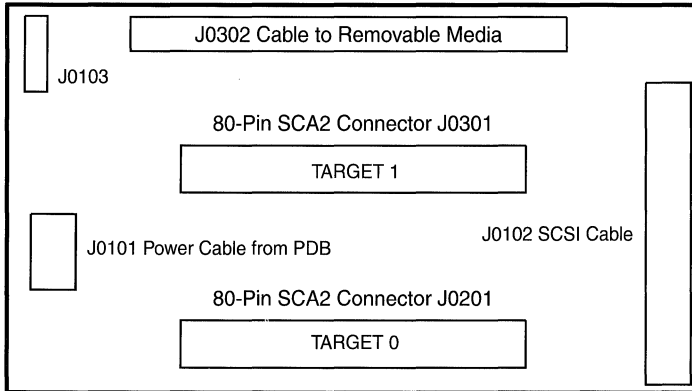 J0302 Cable to Removable Media
J0103
80-Pin SCA2 Connector J0301
TARGET 1
J0102 SCSI Cable
J0101 Power Cable from PDB
80-Pin SCA2 Connector J0201
TARGET 0